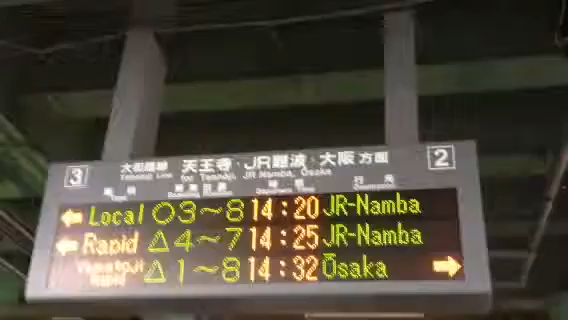 3 大和路線 天王寺・JR難波・大阪 方面 2
Yamatoji Line for Tennoji, JR Namba, Osaka
Local ○3～8 14:20 JR-Namba
Rapid △4～7 14:25 JR-Namba
Yamatoji Rapid △1～8 14:32 Ōsaka